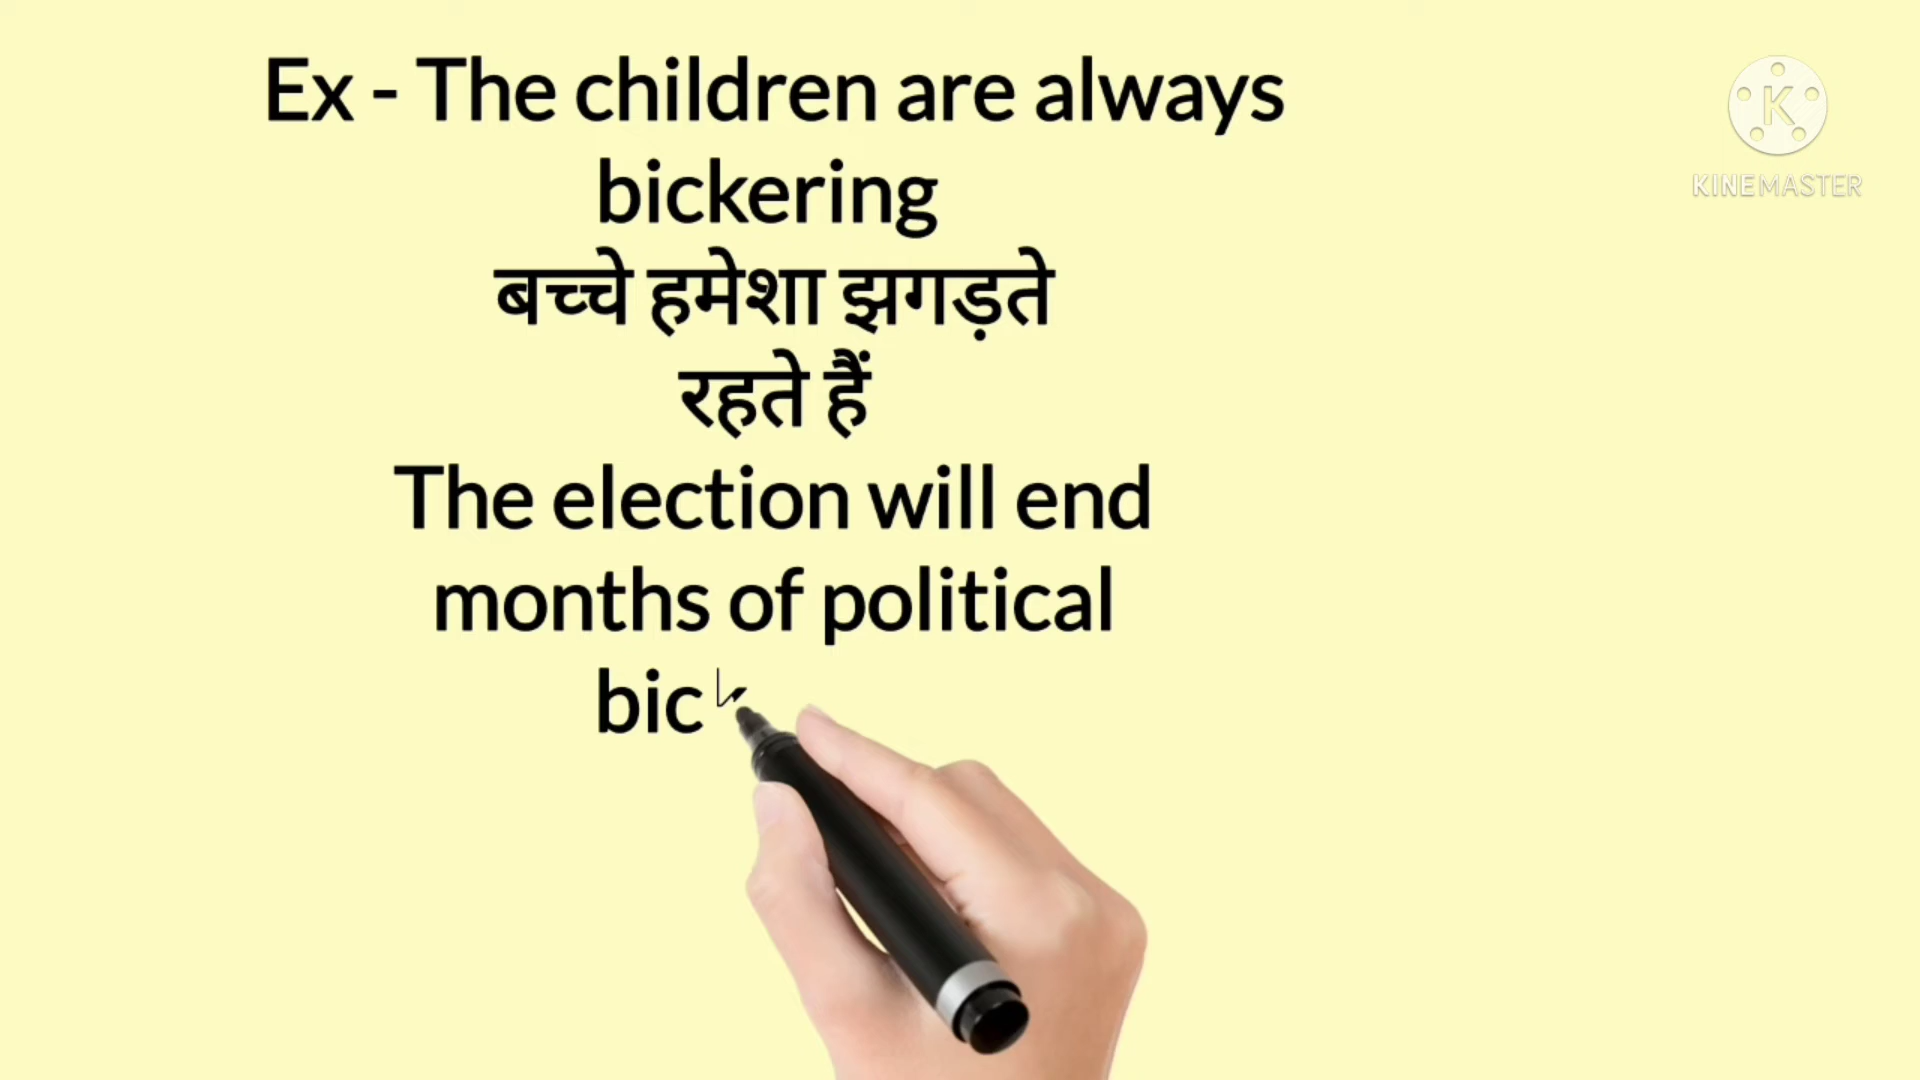 Ex - The children are always
bickering
बच्चे हमेशा झगड़ते
रहते हैं
The election will end
months of political
bic
K
KINEMASTER